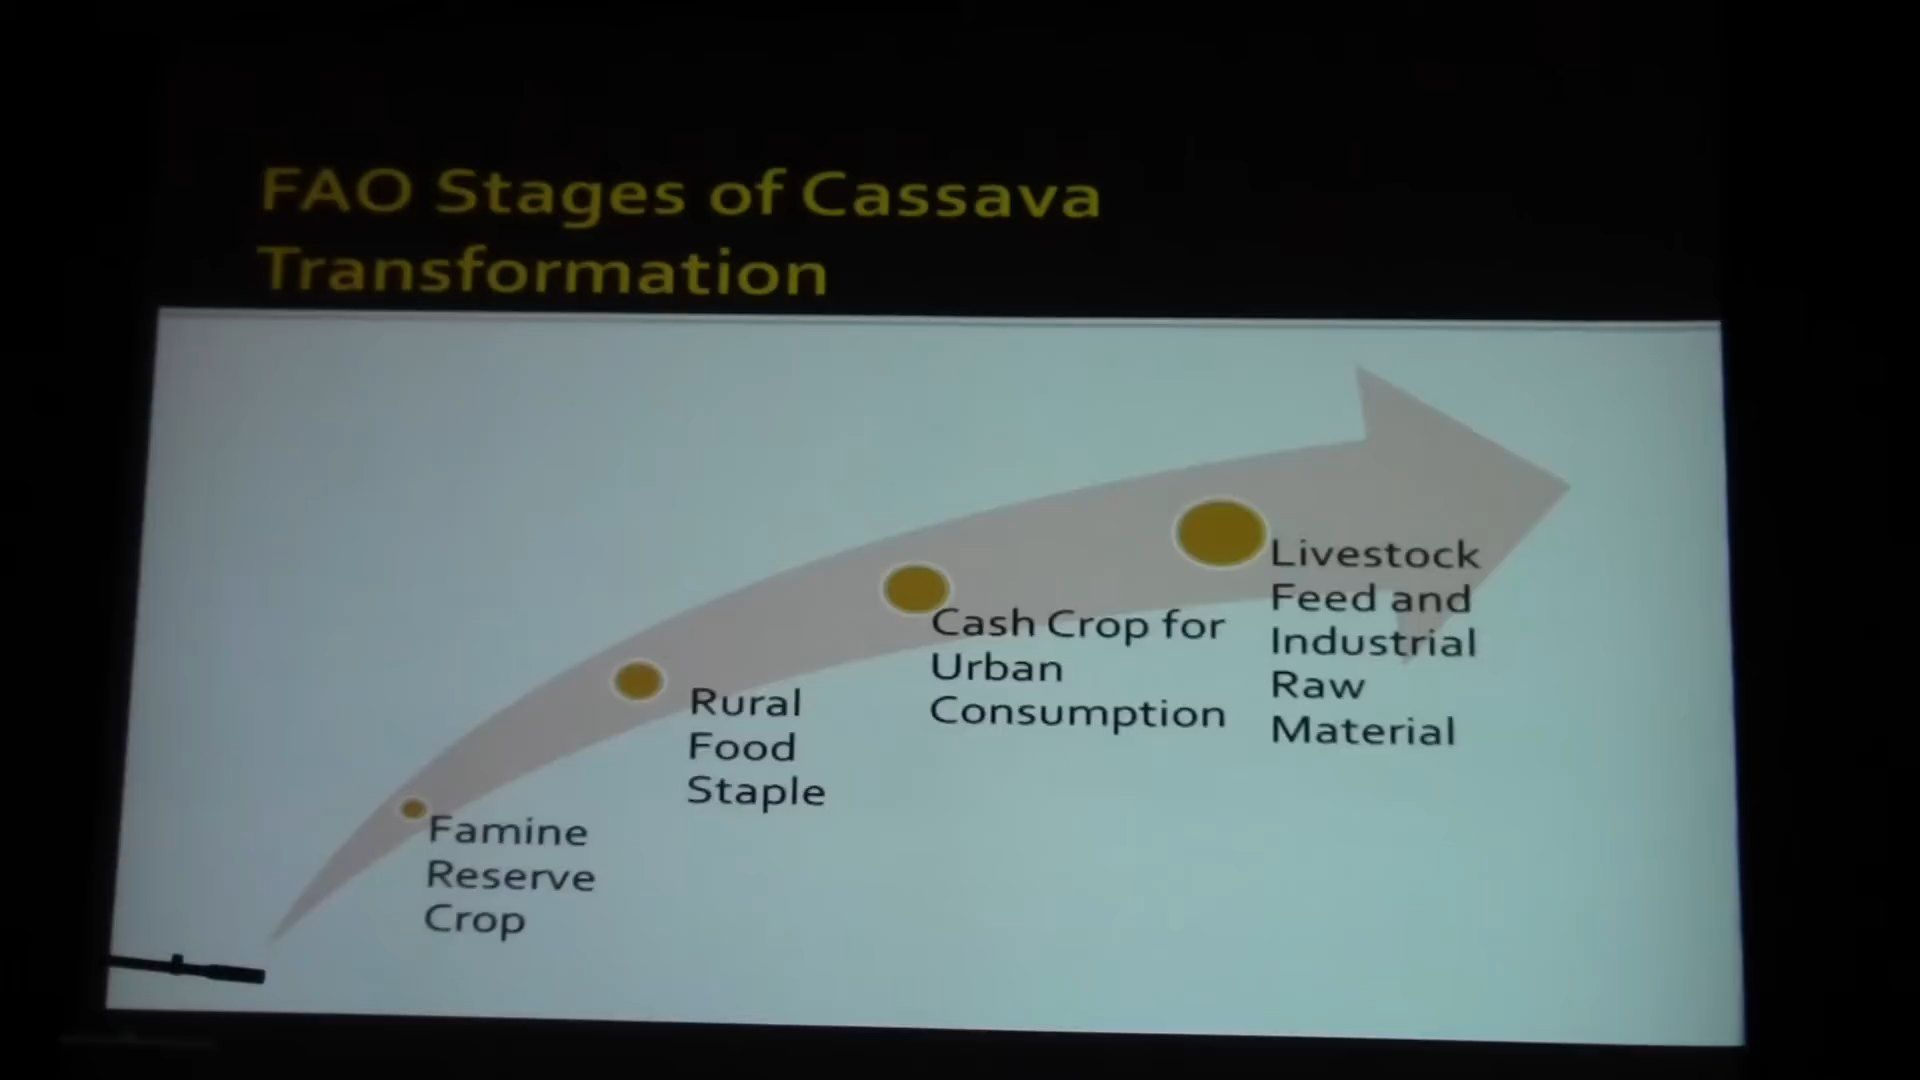 FAO Stages of Cassava
Transformation
Famine
Reserve
Crop
Rural
Food
Staple
Cash Crop for
Urban
Consumption
Livestock
Feed and
Industrial
Raw
Material